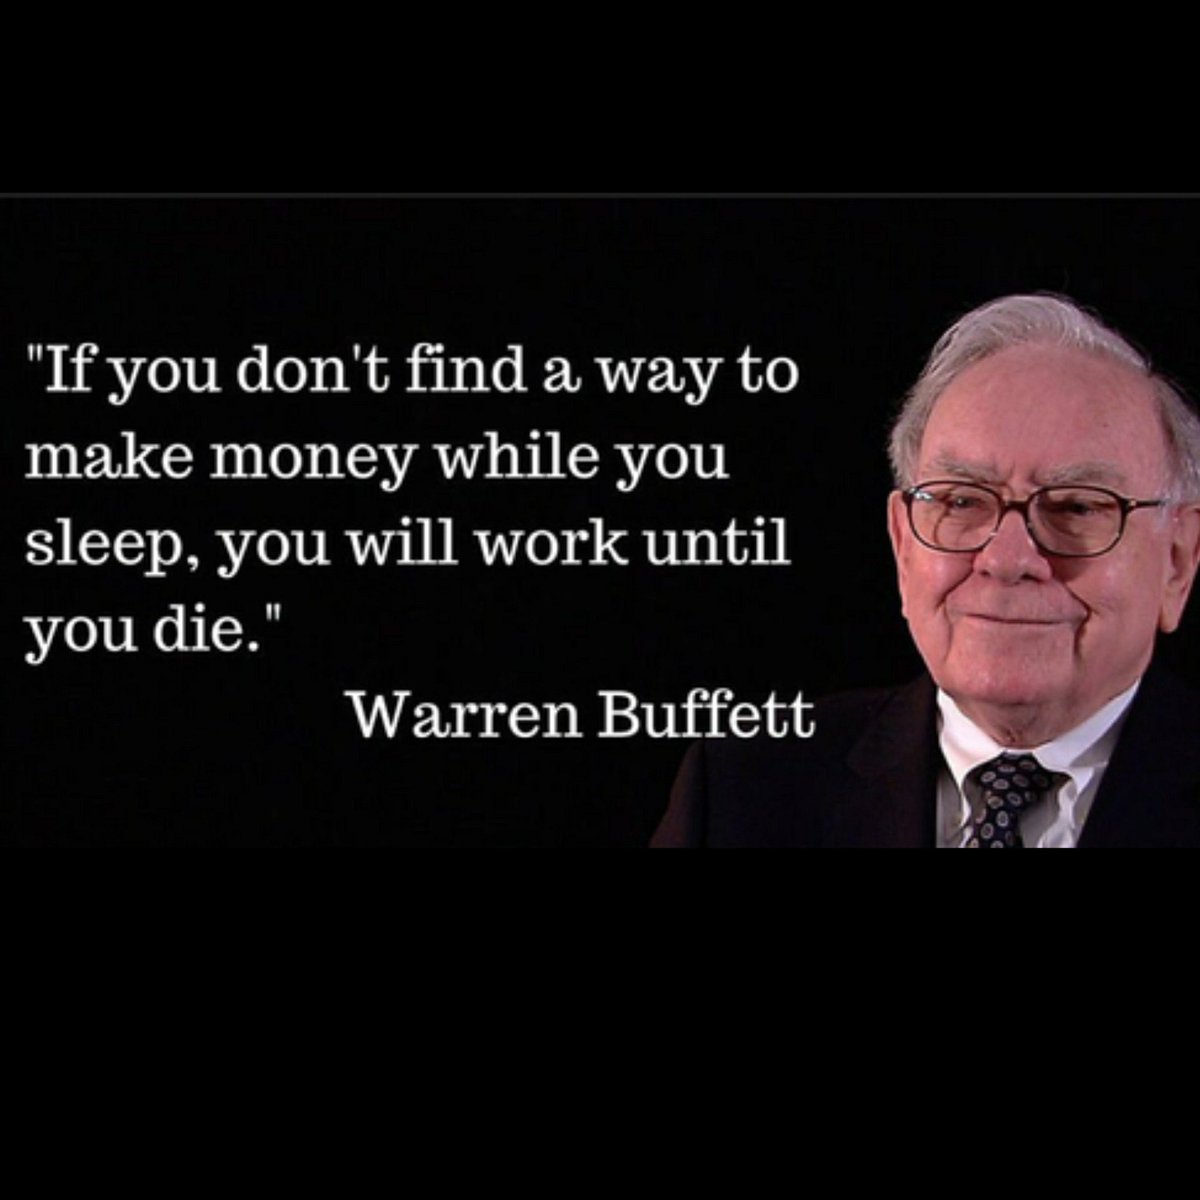 "If you don't find a way to
make money while you
sleep, you will work until
you die."
Warren Buffett